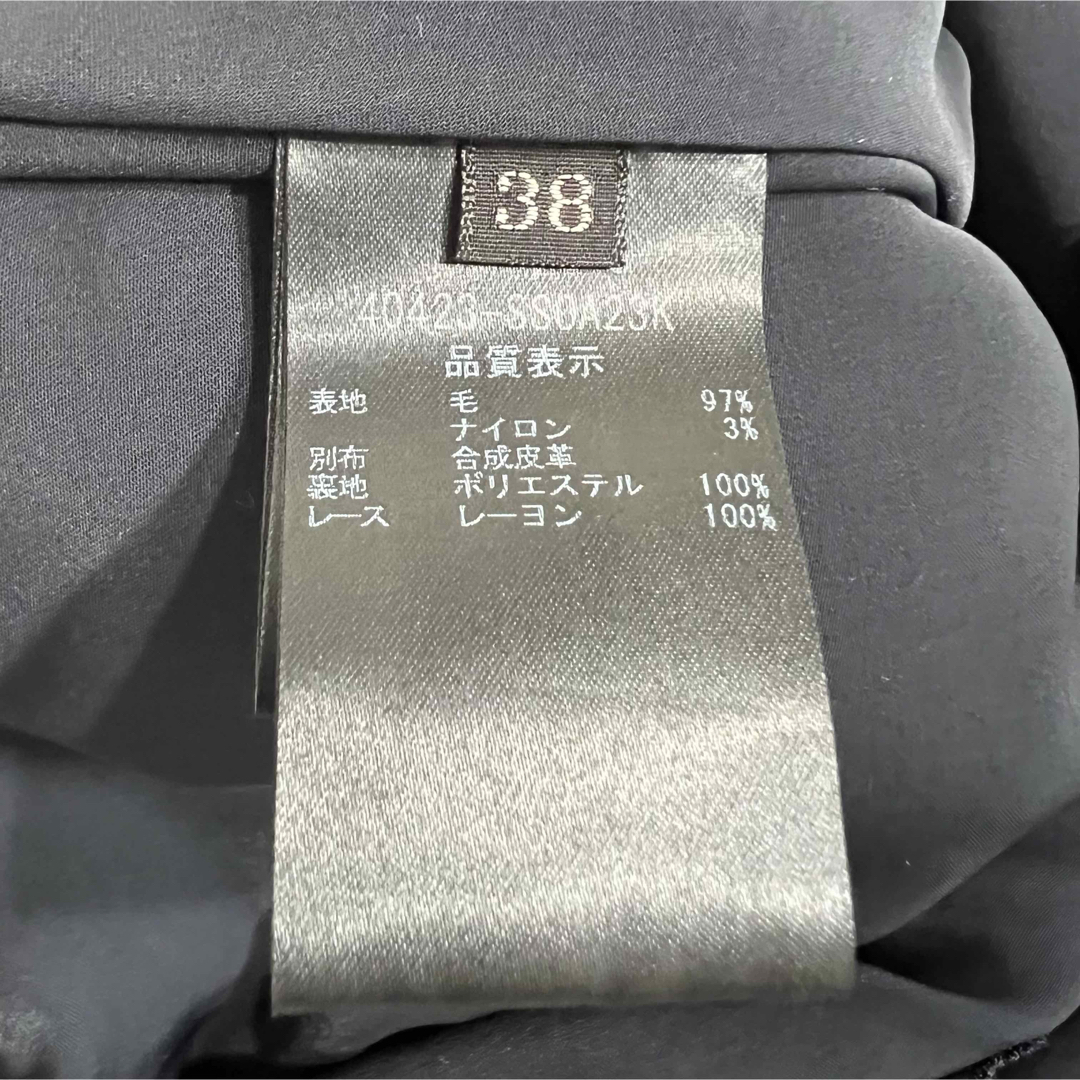 38
40423-SS0A23K
品質表示
表地 毛 97%
ナイロン 3%
別布 合成皮革
裏地 ポリエステル 100%
レース レーヨン 100%